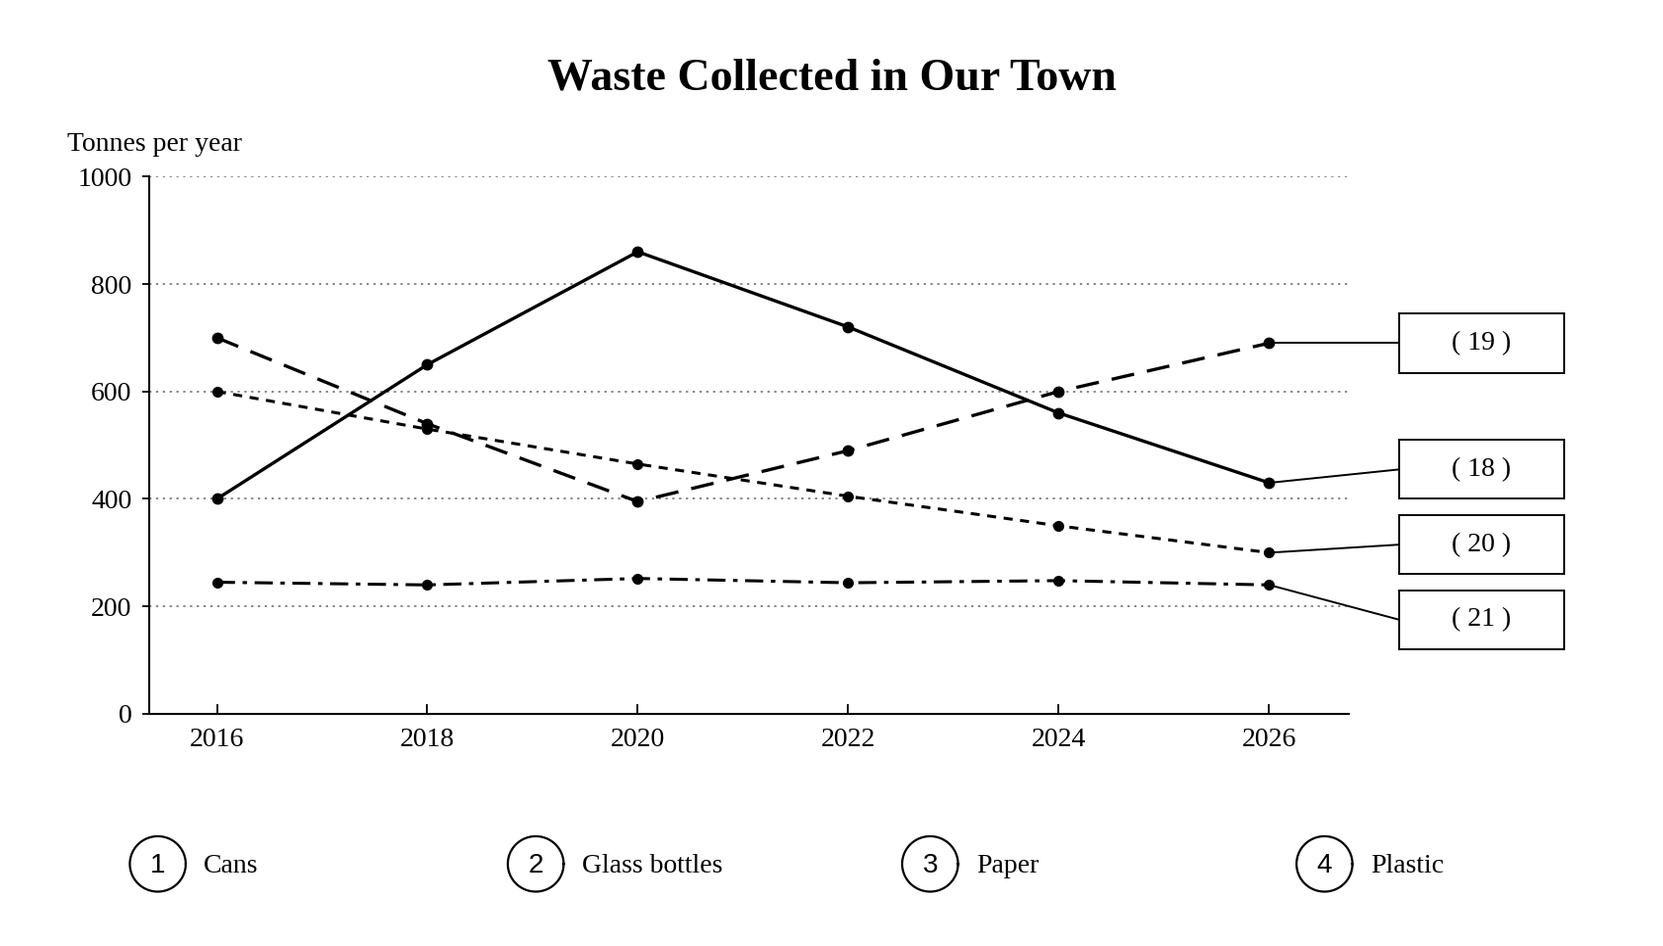 Waste Collected in Our Town
Tonnes per year
1000
800
600
400
200
0
2016 2018 2020 2022 2024 2026
( 19 )
( 18 )
( 20 )
( 21 )
1 Cans 2 Glass bottles 3 Paper 4 Plastic